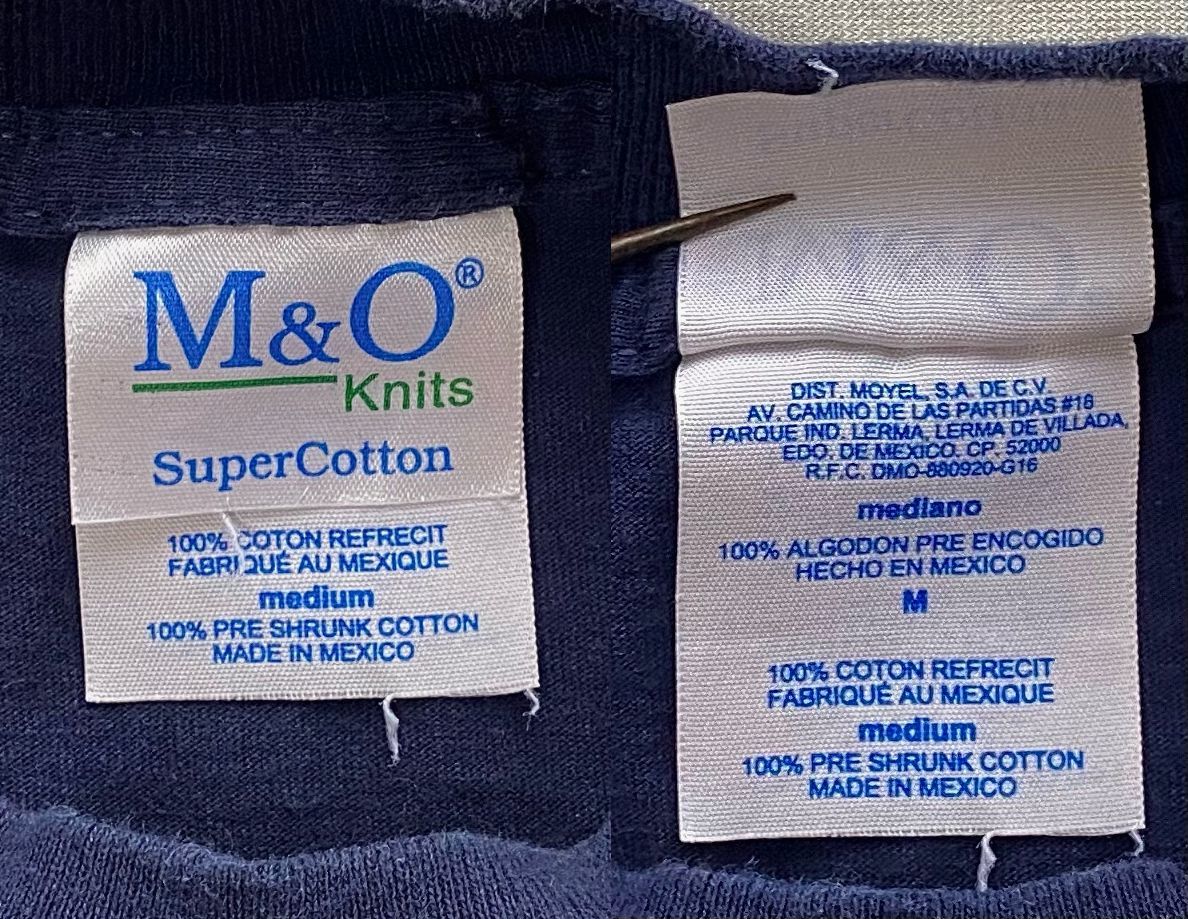 M&O®
Knits
SuperCotton
100% COTON REFRECIT
FABRIQUÉ AU MEXIQUE
medium
100% PRE SHRUNK COTTON
MADE IN MEXICO
DIST. MOYEL, S.A. DE C.V.
AV. CAMINO DE LAS PARTIDAS #18
PARQUE IND. LERMA, LERMA DE VILLADA,
EDO. DE MEXICO. CP. 52000
R.F.C. DMO-880920-G16
mediano
100% ALGODON PRE ENCOGIDO
HECHO EN MEXICO
M
100% COTON REFRECIT
FABRIQUÉ AU MEXIQUE
medium
100% PRE SHRUNK COTTON
MADE IN MEXICO